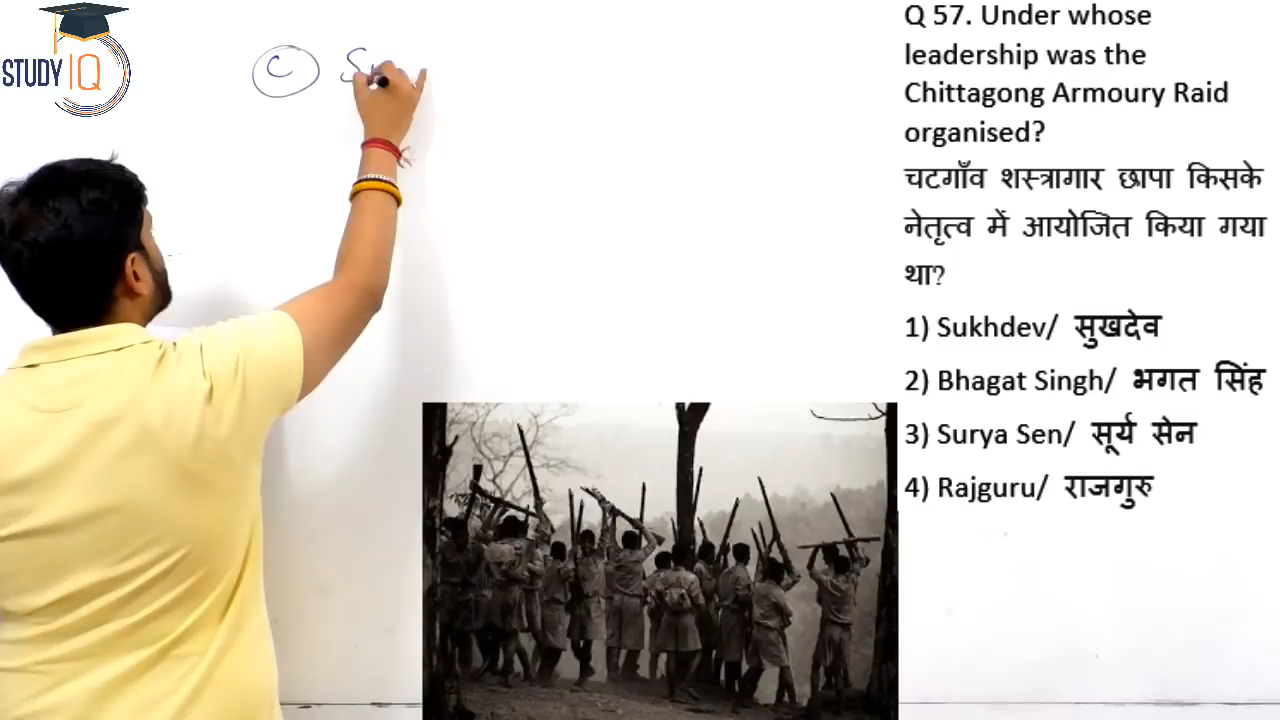 STUDY IQ
C
Q 57. Under whose
leadership was the
Chittagong Armoury Raid
organised?
चटगाँव शस्त्रागार छापा किसके
नेतृत्व में आयोजित किया गया
था?
1) Sukhdev/ सुखदेव
2) Bhagat Singh/ भगत सिंह
3) Surya Sen/ सूर्य सेन
4) Rajguru/ राजगुरु